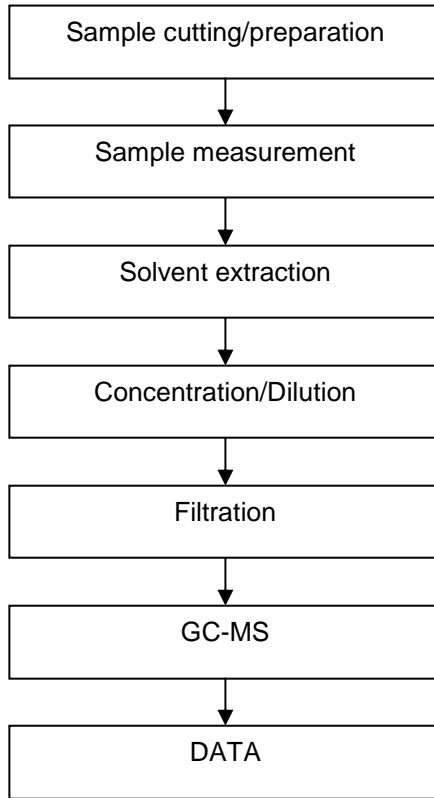 Sample cutting/preparation
Sample measurement
Solvent extraction
Concentration/Dilution
Filtration
GC-MS
DATA